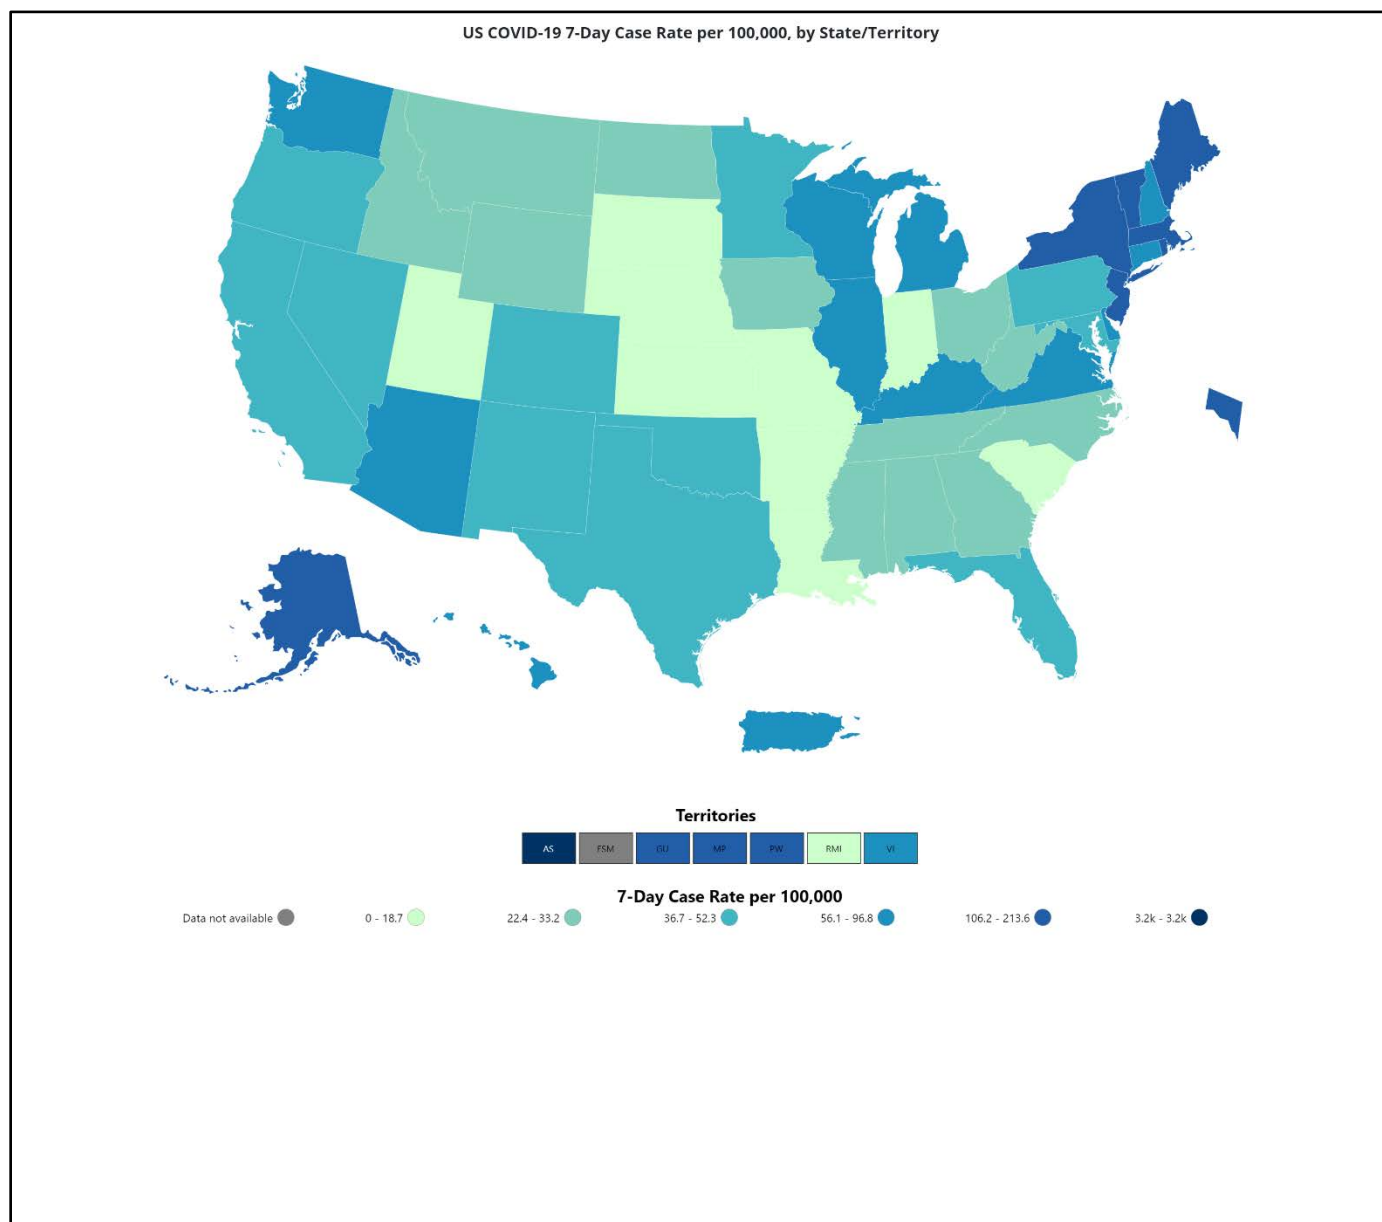 US COVID-19 7-Day Case Rate per 100,000, by State/Territory
Territories
AS FSM GU MP PW RMI VI
7-Day Case Rate per 100,000
Data not available 0 - 18.7 22.4 - 33.2 36.7 - 52.3 56.1 - 96.8 106.2 - 213.6 3.2k - 3.2k